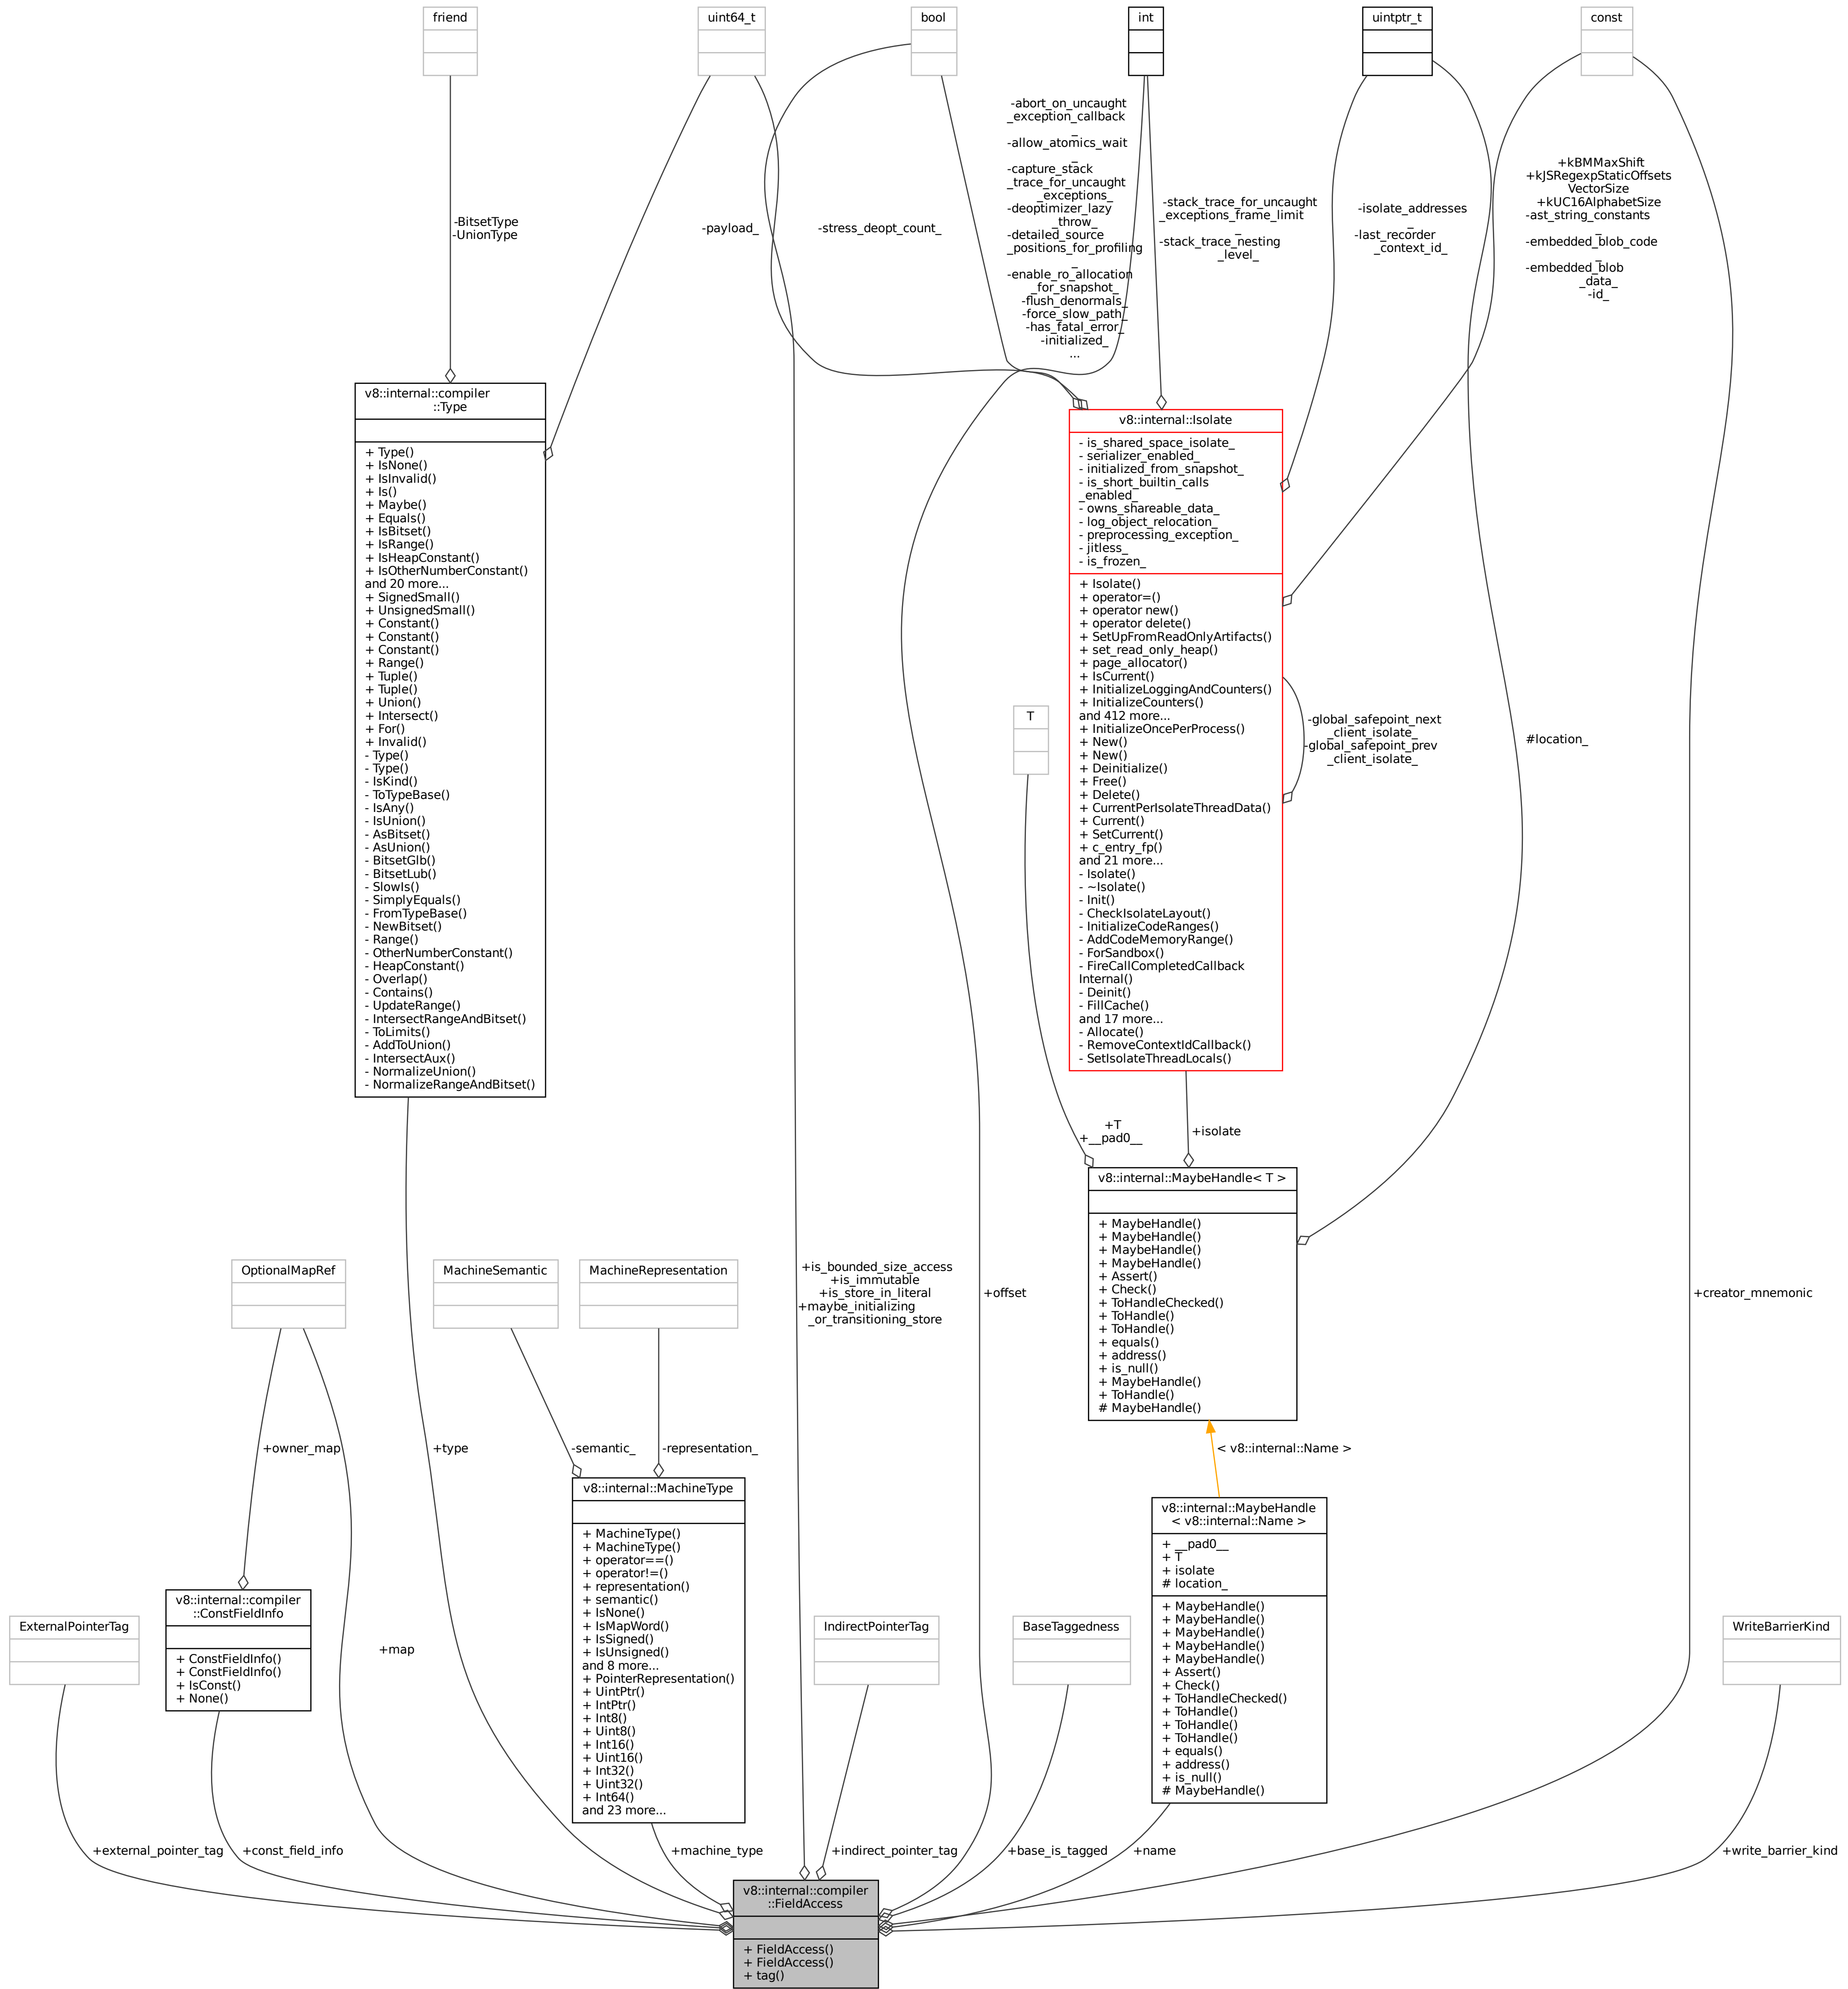 friend
uint64_t
bool
int
uintptr_t
const
-BitsetType
-UnionType
-payload_
-stress_deopt_count_
-abort_on_uncaught
_exception_callback
_
-allow_atomics_wait
_
-capture_stack
_trace_for_uncaught
_exceptions_
-deoptimizer_lazy
_throw_
-detailed_source
_positions_for_profiling
_
-enable_ro_allocation
_for_snapshot_
-flush_denormals_
-force_slow_path_
-has_fatal_error_
-initialized_
...
-stack_trace_for_uncaught
_exceptions_frame_limit
_
-stack_trace_nesting
_level_
-isolate_addresses
_
-last_recorder
_context_id_
+kBMMaxShift
+kJSRegexpStaticOffsets
VectorSize
+kUC16AlphabetSize
-ast_string_constants
_
-embedded_blob_code
_
-embedded_blob
_data_
-id_
v8::internal::compiler
::Type
+ Type()
+ IsNone()
+ IsInvalid()
+ Is()
+ Maybe()
+ Equals()
+ IsBitset()
+ IsRange()
+ IsHeapConstant()
+ IsOtherNumberConstant()
and 20 more...
+ SignedSmall()
+ UnsignedSmall()
+ Constant()
+ Constant()
+ Constant()
+ Range()
+ Tuple()
+ Tuple()
+ Union()
+ Intersect()
+ For()
+ Invalid()
- Type()
- Type()
- IsKind()
- ToTypeBase()
- IsAny()
- IsUnion()
- AsBitset()
- AsUnion()
- BitsetGlb()
- BitsetLub()
- SlowIs()
- SimplyEquals()
- FromTypeBase()
- NewBitset()
- Range()
- OtherNumberConstant()
- HeapConstant()
- Overlap()
- Contains()
- UpdateRange()
- IntersectRangeAndBitset()
- ToLimits()
- AddToUnion()
- IntersectAux()
- NormalizeUnion()
- NormalizeRangeAndBitset()
v8::internal::Isolate
- is_shared_space_isolate_
- serializer_enabled_
- initialized_from_snapshot_
- is_short_builtin_calls
_enabled_
- owns_shareable_data_
- log_object_relocation_
- preprocessing_exception_
- jitless_
- is_frozen_
+ Isolate()
+ operator=()
+ operator new()
+ operator delete()
+ SetUpFromReadOnlyArtifacts()
+ set_read_only_heap()
+ page_allocator()
+ IsCurrent()
+ InitializeLoggingAndCounters()
+ InitializeCounters()
and 412 more...
+ InitializeOncePerProcess()
+ New()
+ New()
+ Deinitialize()
+ Free()
+ Delete()
+ CurrentPerIsolateThreadData()
+ Current()
+ SetCurrent()
+ c_entry_fp()
and 21 more...
- Isolate()
- ~Isolate()
- Init()
- CheckIsolateLayout()
- InitializeCodeRanges()
- AddCodeMemoryRange()
- ForSandbox()
- FireCallCompletedCallback
Internal()
- Deinit()
- FillCache()
and 17 more...
- Allocate()
- RemoveContextIdCallback()
- SetIsolateThreadLocals()
T
-global_safepoint_next
_client_isolate_
-global_safepoint_prev
_client_isolate_
#location_
+T
+__pad0__
+isolate
v8::internal::MaybeHandle< T >
+ MaybeHandle()
+ MaybeHandle()
+ MaybeHandle()
+ MaybeHandle()
+ Assert()
+ Check()
+ ToHandleChecked()
+ ToHandle()
+ ToHandle()
+ equals()
+ address()
+ is_null()
+ MaybeHandle()
+ ToHandle()
# MaybeHandle()
OptionalMapRef
MachineSemantic
MachineRepresentation
+is_bounded_size_access
+is_immutable
+is_store_in_literal
+maybe_initializing
_or_transitioning_store
+offset
+creator_mnemonic
+owner_map
+type
-semantic_
-representation_
< v8::internal::Name >
v8::internal::MachineType
+ MachineType()
+ MachineType()
+ operator==()
+ operator!=()
+ representation()
+ semantic()
+ IsNone()
+ IsMapWord()
+ IsSigned()
+ IsUnsigned()
and 8 more...
+ PointerRepresentation()
+ UintPtr()
+ IntPtr()
+ Int8()
+ Uint8()
+ Int16()
+ Uint16()
+ Int32()
+ Uint32()
+ Int64()
and 23 more...
v8::internal::MaybeHandle
< v8::internal::Name >
+ __pad0__
+ T
+ isolate
# location_
+ MaybeHandle()
+ MaybeHandle()
+ MaybeHandle()
+ MaybeHandle()
+ MaybeHandle()
+ Assert()
+ Check()
+ ToHandleChecked()
+ ToHandle()
+ ToHandle()
+ ToHandle()
+ equals()
+ address()
+ is_null()
# MaybeHandle()
ExternalPointerTag
v8::internal::compiler
::ConstFieldInfo
+ ConstFieldInfo()
+ ConstFieldInfo()
+ IsConst()
+ None()
+map
IndirectPointerTag
BaseTaggedness
WriteBarrierKind
+external_pointer_tag
+const_field_info
+machine_type
+indirect_pointer_tag
+base_is_tagged
+name
+write_barrier_kind
v8::internal::compiler
::FieldAccess
+ FieldAccess()
+ FieldAccess()
+ tag()